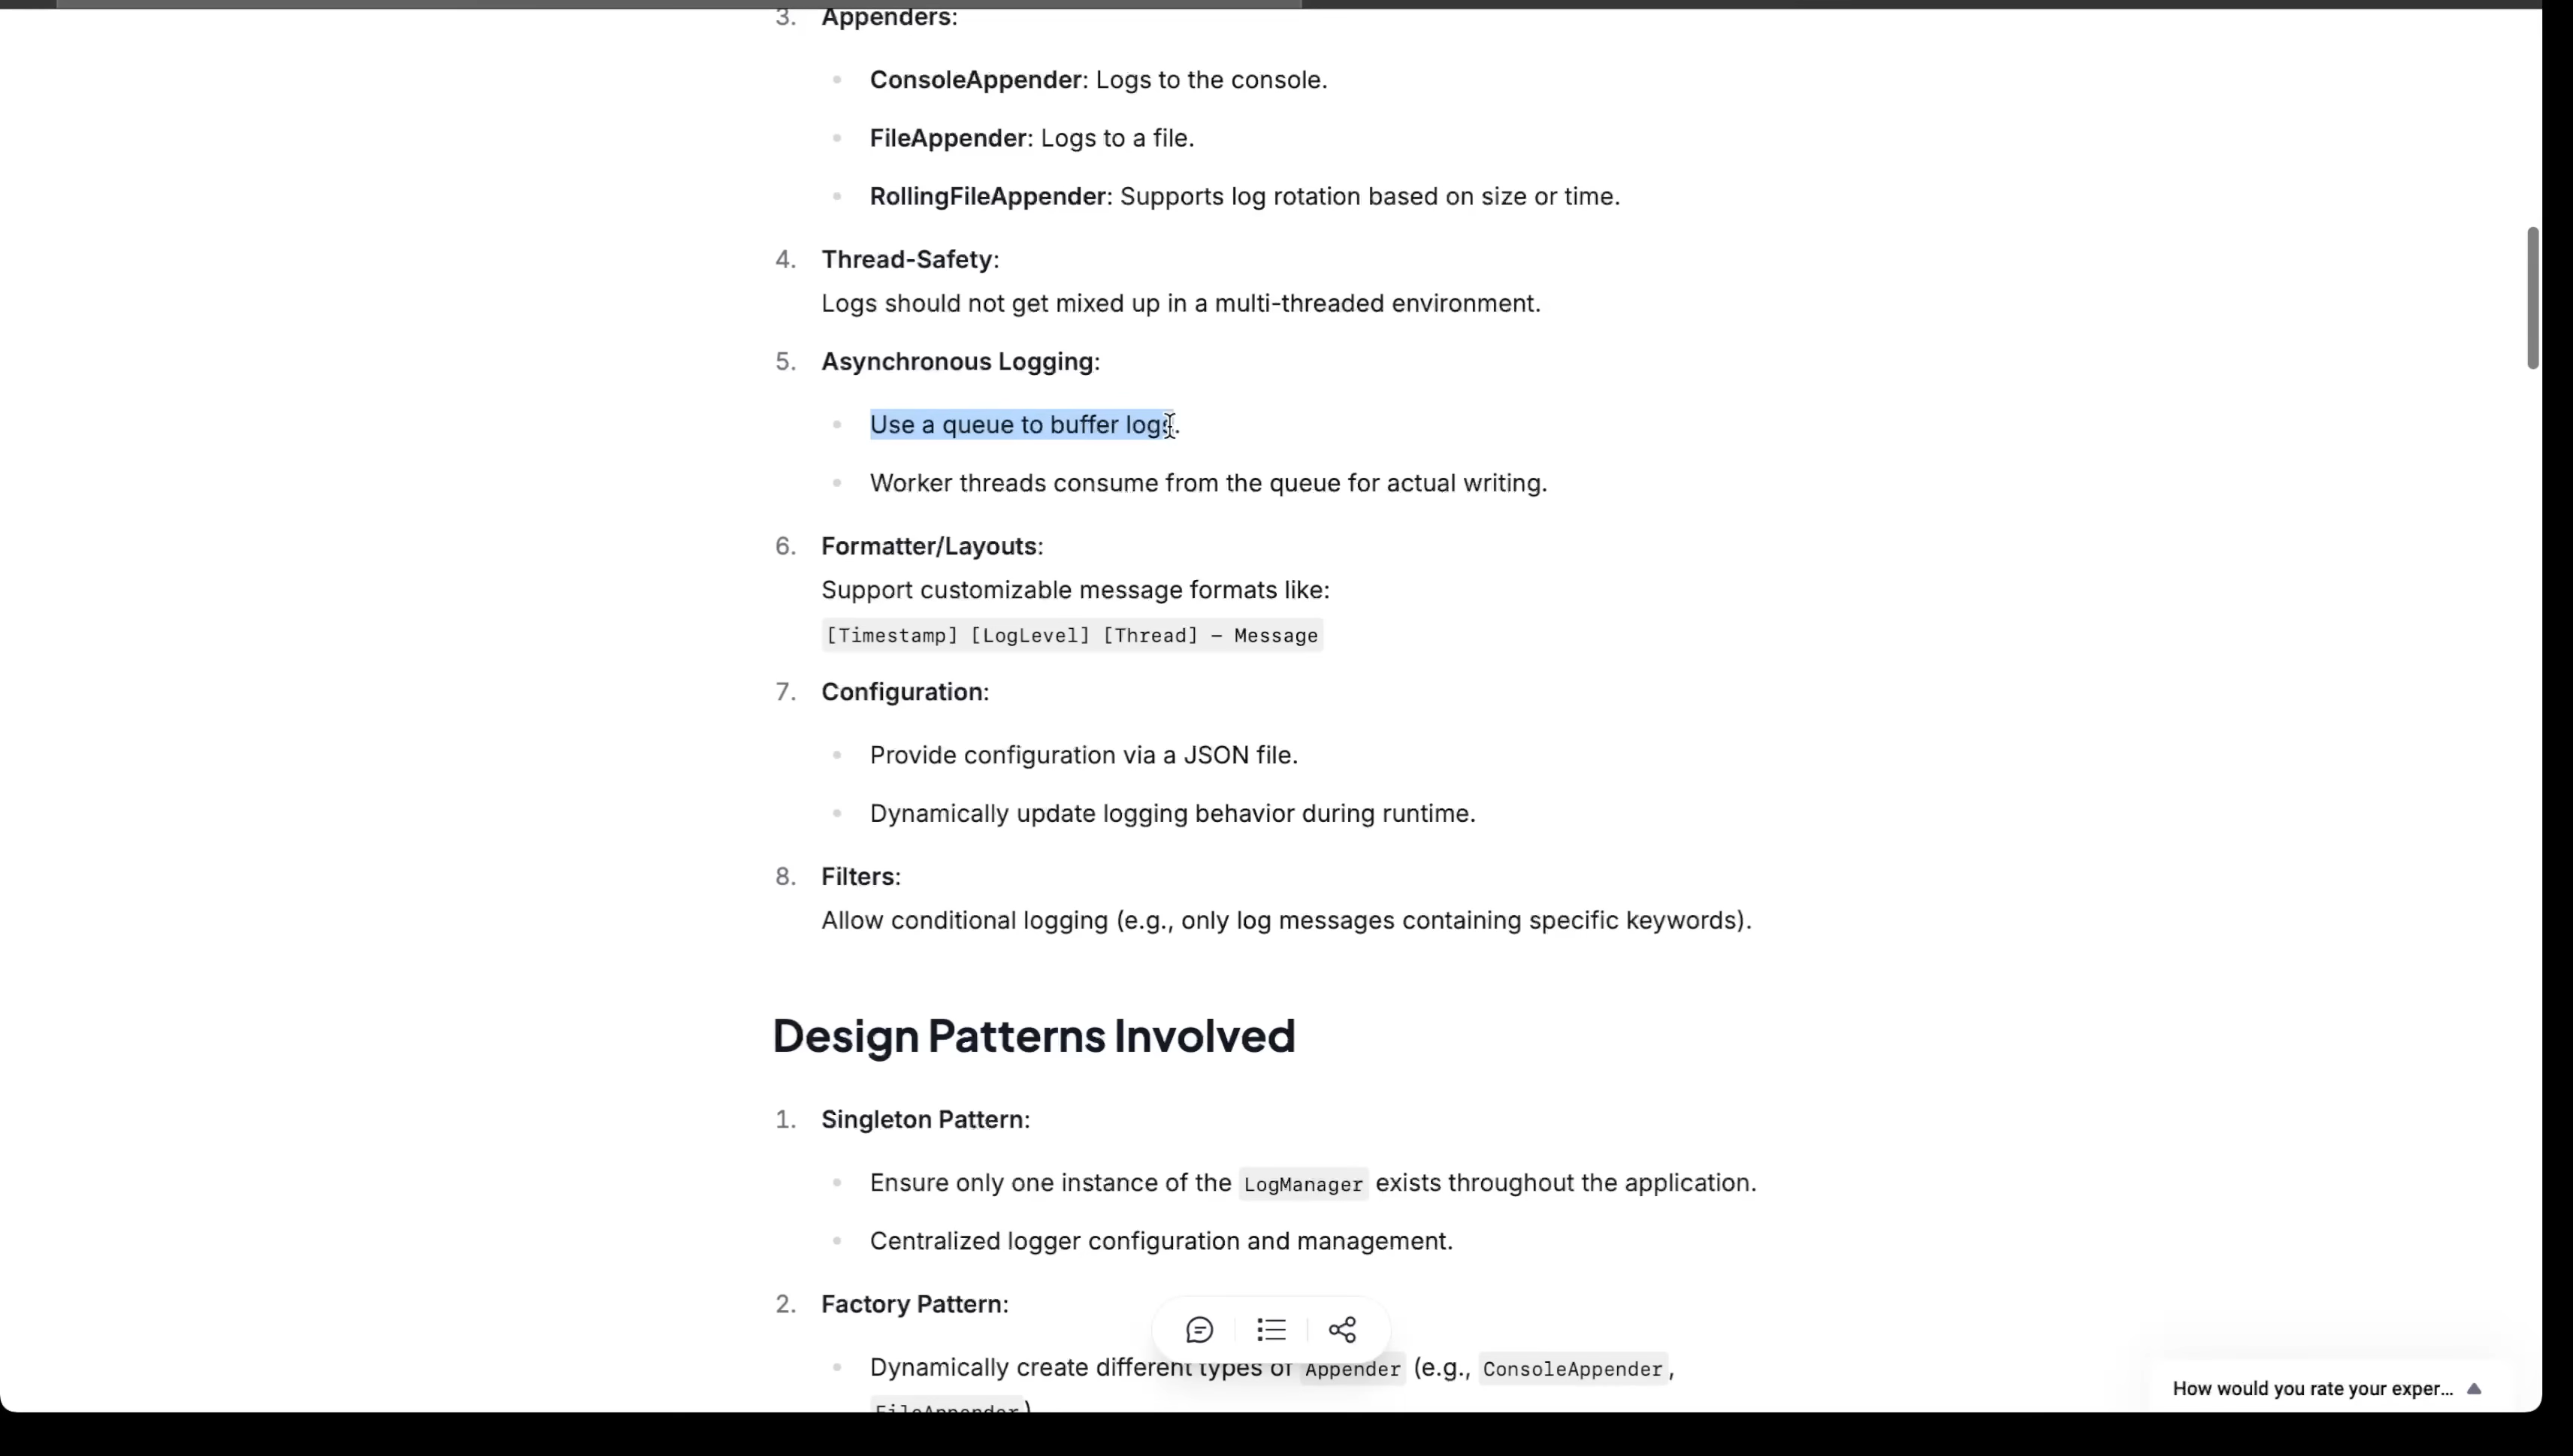 3. Appenders:
ConsoleAppender: Logs to the console.
FileAppender: Logs to a file.
RollingFileAppender: Supports log rotation based on size or time.
4. Thread-Safety:
Logs should not get mixed up in a multi-threaded environment.
5. Asynchronous Logging:
Use a queue to buffer logs.
Worker threads consume from the queue for actual writing.
6. Formatter/Layouts:
Support customizable message formats like:
[Timestamp] [LogLevel] [Thread] – Message
7. Configuration:
Provide configuration via a JSON file.
Dynamically update logging behavior during runtime.
8. Filters:
Allow conditional logging (e.g., only log messages containing specific keywords).
Design Patterns Involved
1. Singleton Pattern:
Ensure only one instance of the LogManager exists throughout the application.
Centralized logger configuration and management.
2. Factory Pattern:
Dynamically create different types of Appender (e.g., ConsoleAppender,
FileAppender)
How would you rate your exper...